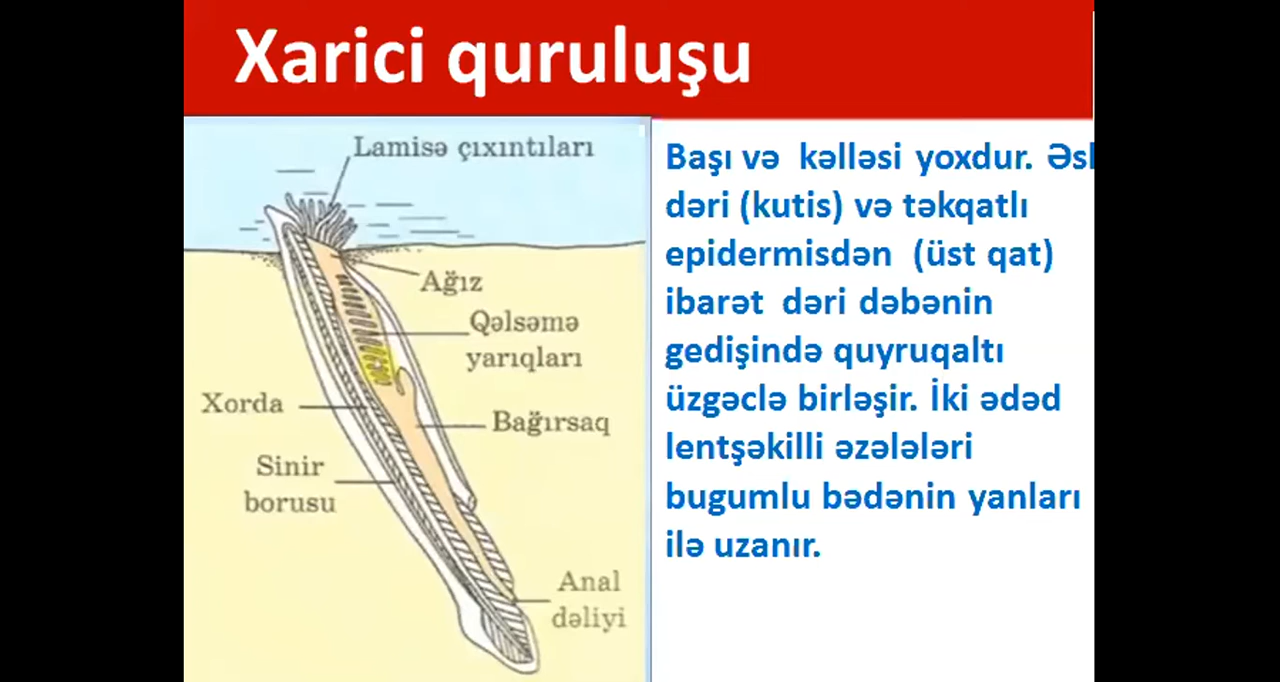 Xarici quruluşu
Lamisə çıxıntıları
Ağız
Qəlsəmə
yarıqları
Xorda
Bağırsaq
Sinir
borusu
Anal
dəliyi
Başı və kəlləsi yoxdur.
dəri (kutis) və təkqatlı
epidermisdən (üst qat)
ibarət dəri dəbənin
gedişində quyruqaltı
üzgəclə birləşir. İki ədəd
lentşəkilli əzələləri
bugumlu bədənin yanları
ilə uzanır.